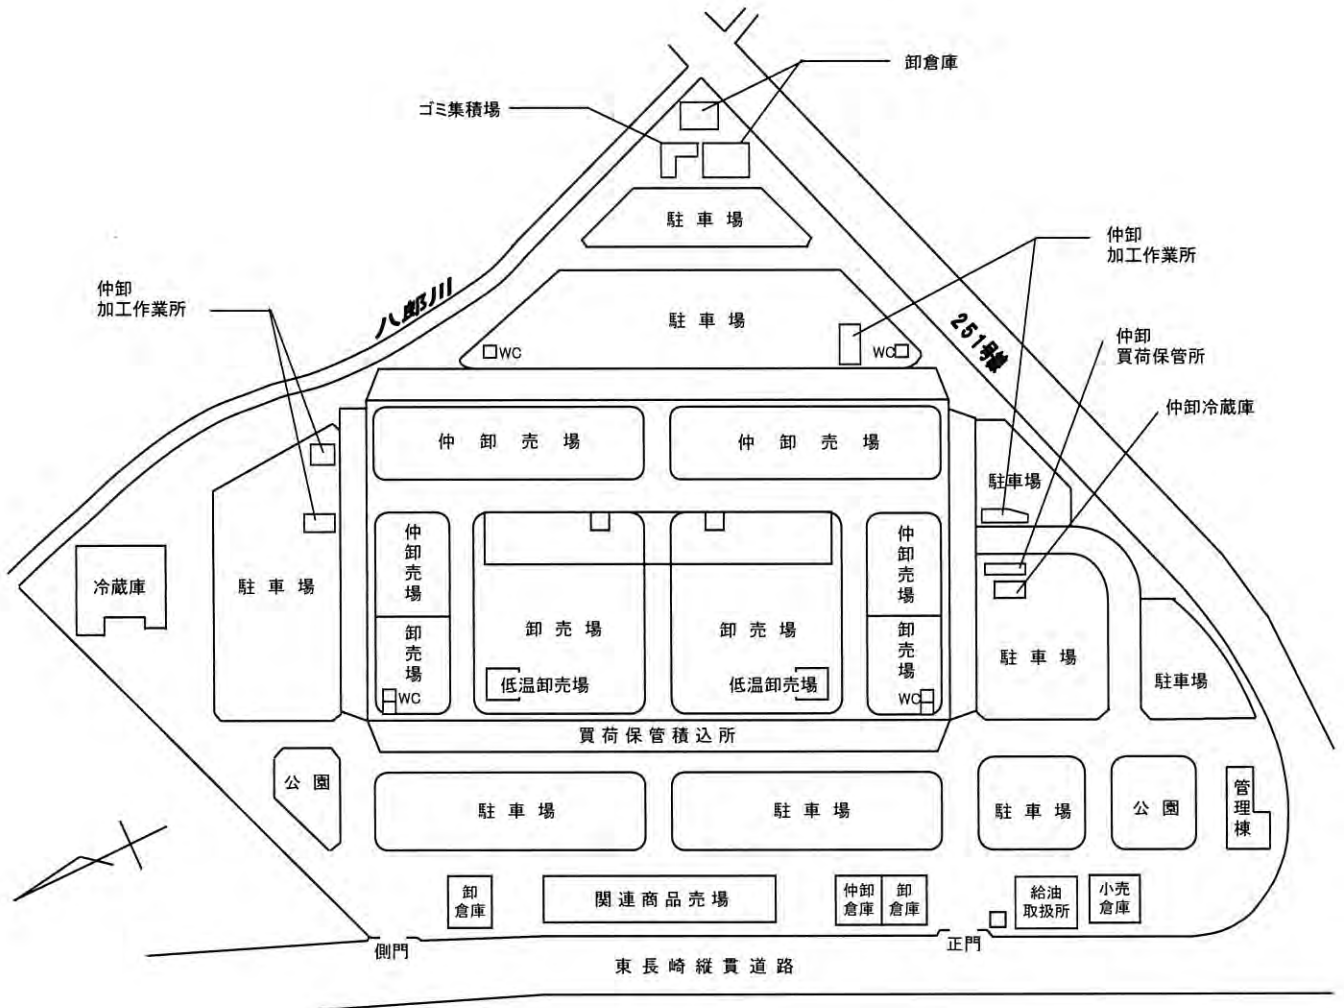 卸倉庫
ゴミ集積場
駐車場
仲卸
加工作業所
仲卸
加工作業所
八郎川
駐車場
251号線
仲卸
買荷保管所
WC
WC
仲卸冷蔵庫
仲卸売場
仲卸売場
駐車場
仲卸売場
仲卸売場
冷蔵庫
駐車場
卸売場
卸売場
卸売場
卸売場
駐車場
駐車場
低温卸売場
低温卸売場
WC
WC
買荷保管積込所
公園
駐車場
駐車場
駐車場
公園
管理棟
卸
倉庫
関連商品売場
仲卸
倉庫
卸
倉庫
給油
取扱所
小売
倉庫
側門
正門
東長崎縦貫道路